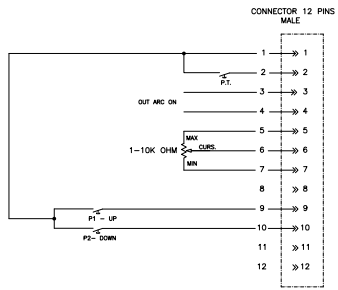 CONNECTOR 12 PINS
MALE
1 1
2 2
P.T.
3 3
OUT ARC ON
4 4
5 5
MAX
1-10K OHM CURS. 6 6
MIN
7 7
8 8
9 9
P1 - UP
10 10
P2- DOWN
11 11
12 12